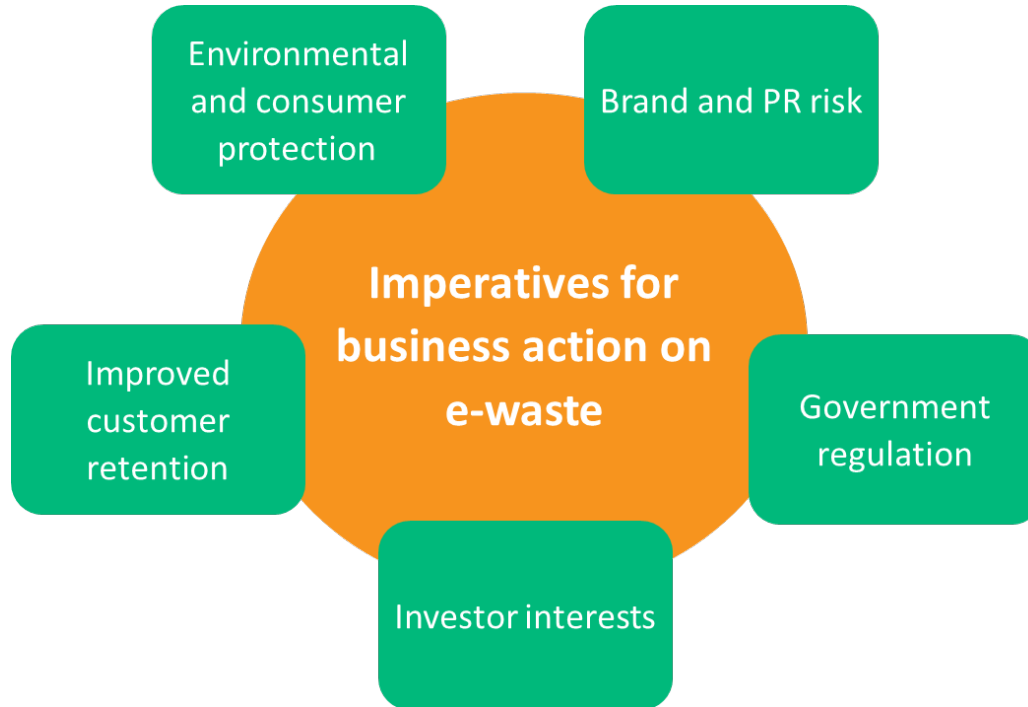 Environmental
and consumer
protection
Brand and PR risk
Imperatives for
business action on
e-waste
Improved
customer
retention
Government
regulation
Investor interests